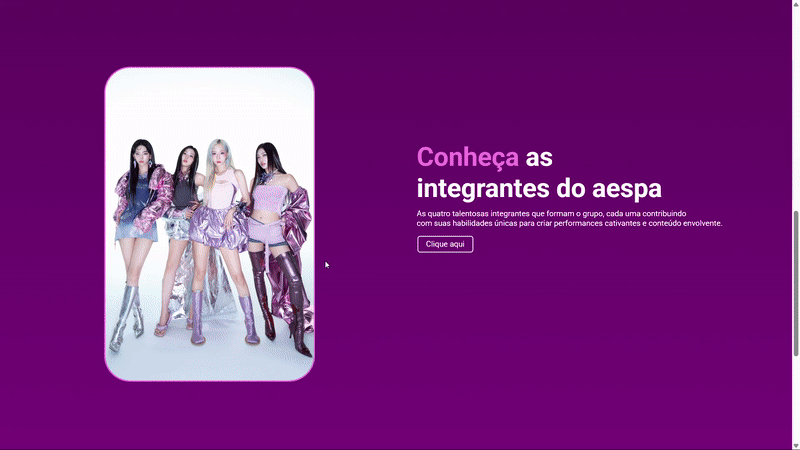 Conheça as
integrantes do aespa
As quatro talentosas integrantes que formam o grupo, cada uma contribuindo
com suas habilidades únicas para criar performances cativantes e conteúdo envolvente.
Clique aqui